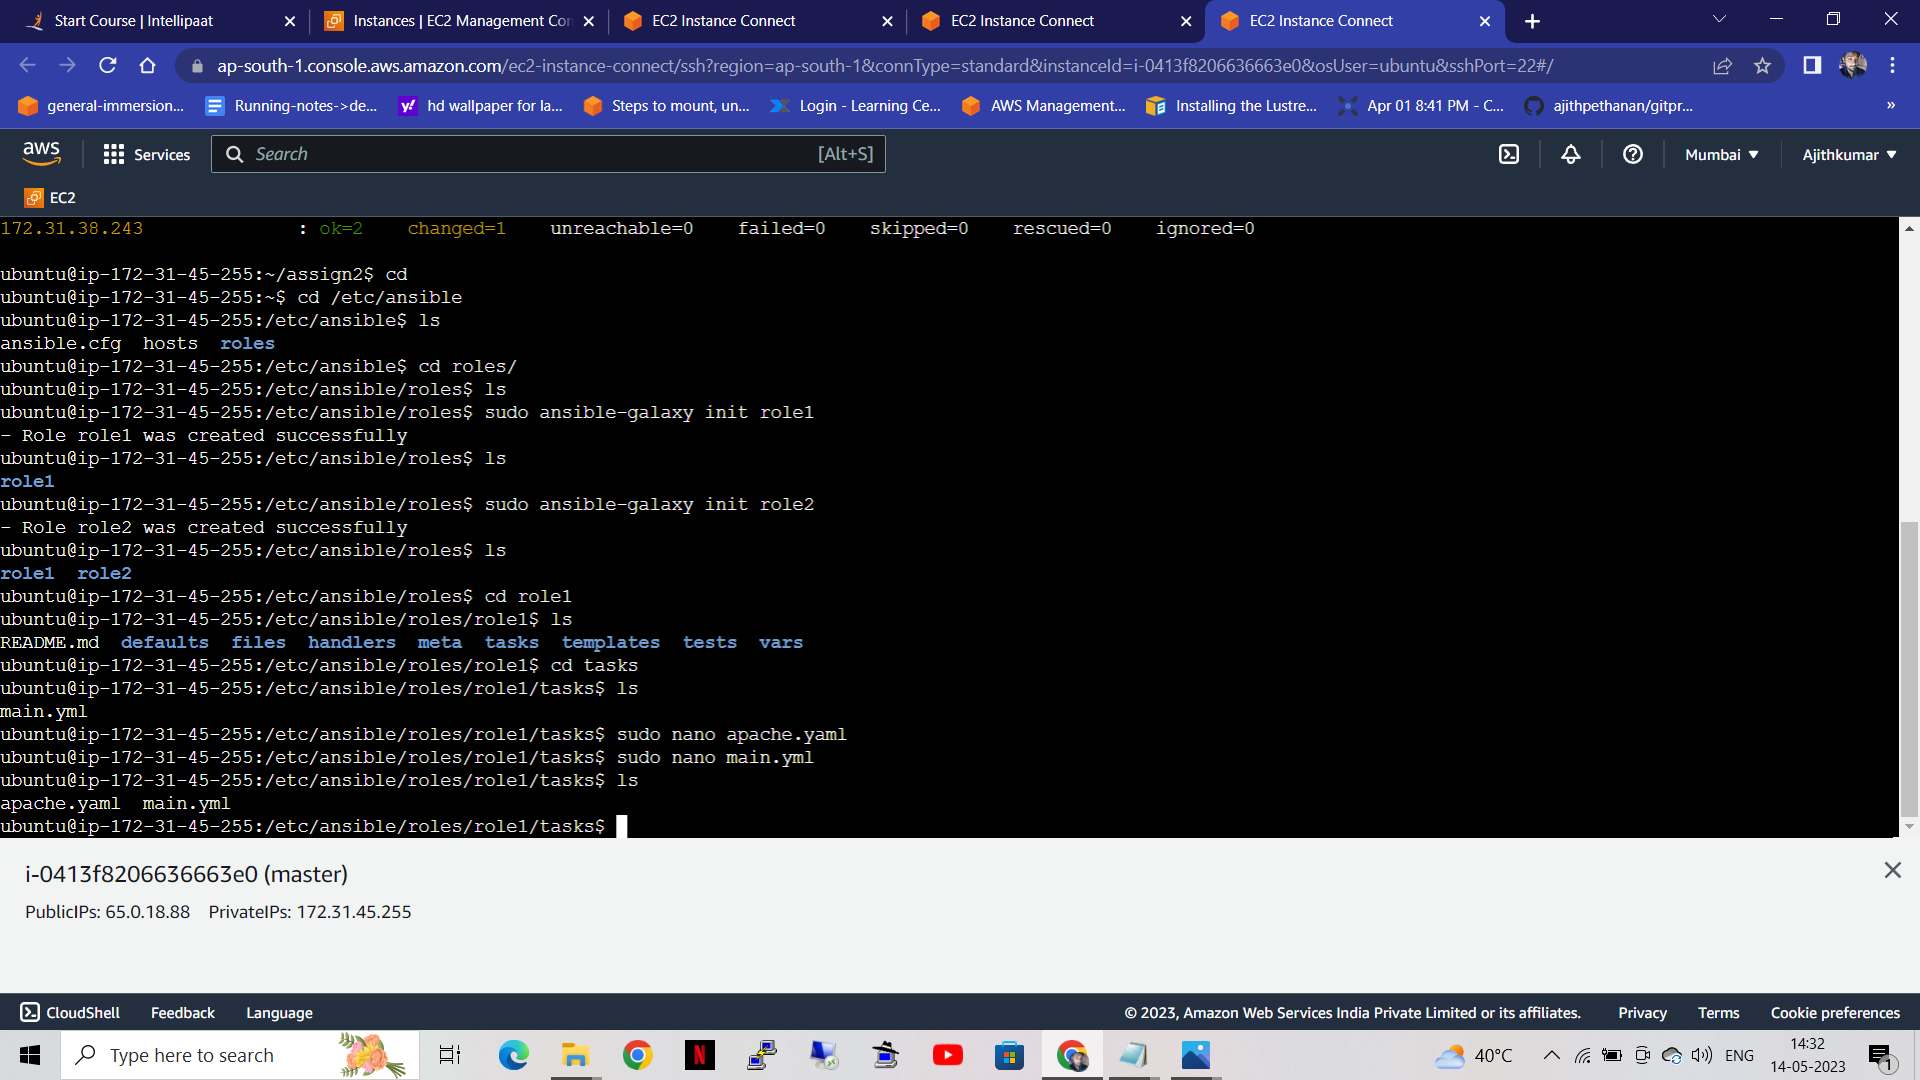 Start Course | Intellipaat
Instances | EC2 Management Con
EC2 Instance Connect
EC2 Instance Connect
EC2 Instance Connect
ap-south-1.console.aws.amazon.com/ec2-instance-connect/ssh?region=ap-south-1&connType=standard&instanceId=i-0413f8206636663e0&osUser=ubuntu&sshPort=22#/
general-immersion...
Running-notes->de...
hd wallpaper for la...
Steps to mount, un...
Login - Learning Ce...
AWS Management...
Installing the Lustre...
Apr 01 8:41 PM - C...
ajithpethanan/gitpr...
»
aws
Services
Search [Alt+S]
Mumbai
Ajithkumar
EC2
172.31.38.243 : ok=2 changed=1 unreachable=0 failed=0 skipped=0 rescued=0 ignored=0
ubuntu@ip-172-31-45-255:~/assign2$ cd
ubuntu@ip-172-31-45-255:~$ cd /etc/ansible
ubuntu@ip-172-31-45-255:/etc/ansible$ ls
ansible.cfg hosts roles
ubuntu@ip-172-31-45-255:/etc/ansible$ cd roles/
ubuntu@ip-172-31-45-255:/etc/ansible/roles$ ls
ubuntu@ip-172-31-45-255:/etc/ansible/roles$ sudo ansible-galaxy init role1
- Role role1 was created successfully
ubuntu@ip-172-31-45-255:/etc/ansible/roles$ ls
role1
ubuntu@ip-172-31-45-255:/etc/ansible/roles$ sudo ansible-galaxy init role2
- Role role2 was created successfully
ubuntu@ip-172-31-45-255:/etc/ansible/roles$ ls
role1 role2
ubuntu@ip-172-31-45-255:/etc/ansible/roles$ cd role1
ubuntu@ip-172-31-45-255:/etc/ansible/roles/role1$ ls
README.md defaults files handlers meta tasks templates tests vars
ubuntu@ip-172-31-45-255:/etc/ansible/roles/role1$ cd tasks
ubuntu@ip-172-31-45-255:/etc/ansible/roles/role1/tasks$ ls
main.yml
ubuntu@ip-172-31-45-255:/etc/ansible/roles/role1/tasks$ sudo nano apache.yaml
ubuntu@ip-172-31-45-255:/etc/ansible/roles/role1/tasks$ sudo nano main.yml
ubuntu@ip-172-31-45-255:/etc/ansible/roles/role1/tasks$ ls
apache.yaml main.yml
ubuntu@ip-172-31-45-255:/etc/ansible/roles/role1/tasks$
i-0413f8206636663e0 (master)
PublicIPs: 65.0.18.88 PrivateIPs: 172.31.45.255
CloudShell Feedback Language
© 2023, Amazon Web Services India Private Limited or its affiliates. Privacy Terms Cookie preferences
Type here to search
N
40°C
ENG
14:32
14-05-2023
1